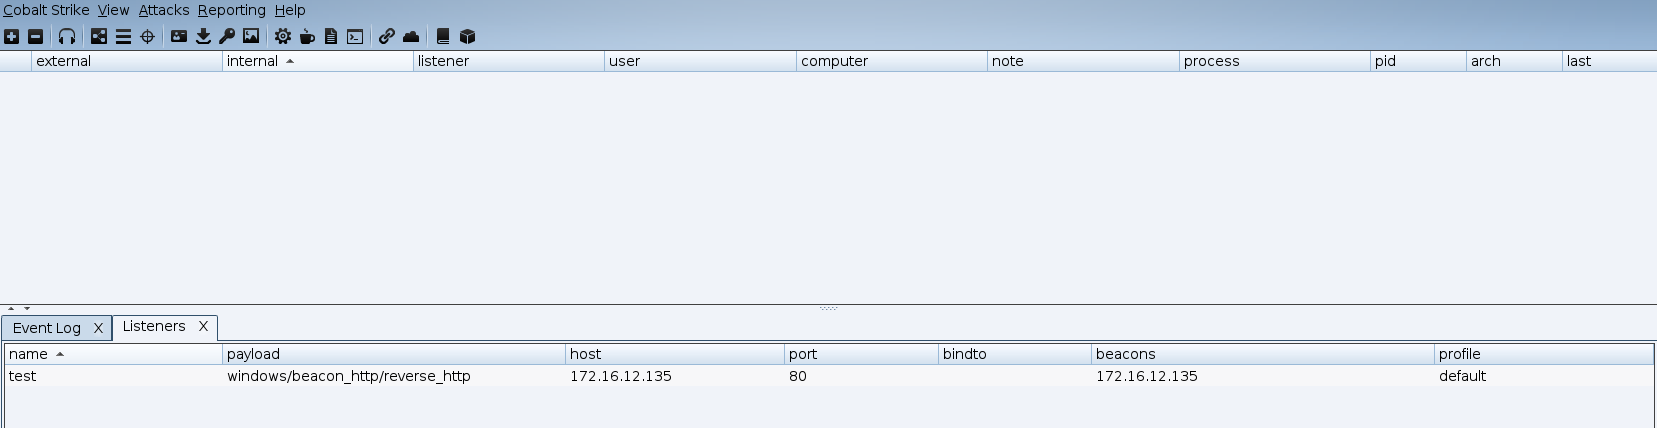 Cobalt Strike View Attacks Reporting Help
external internal listener user computer note process pid arch last
Event Log X Listeners X
name payload host port bindto beacons profile
test windows/beacon_http/reverse_http 172.16.12.135 80 172.16.12.135 default